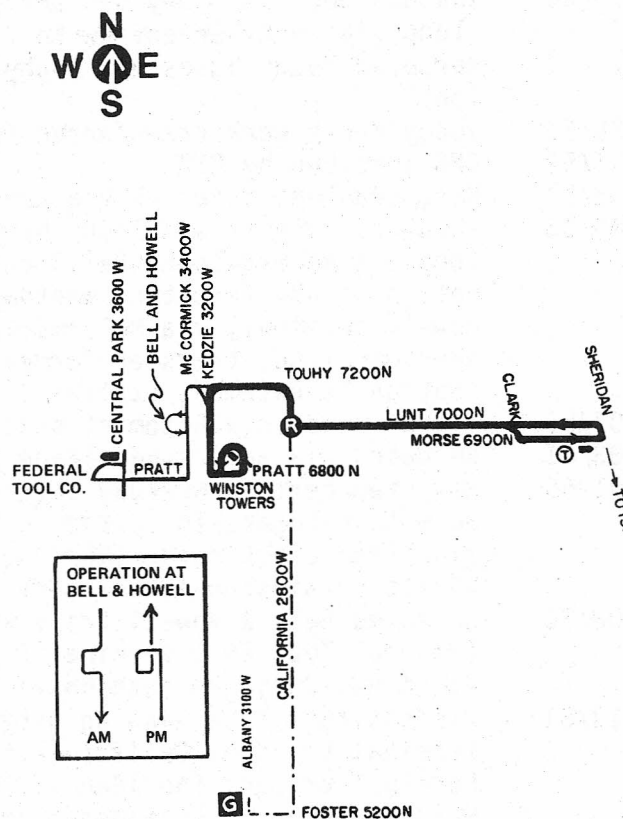 N
W E
S
CENTRAL PARK 3600 W
BELL AND HOWELL
Mc CORMICK 3400W
KEDZIE 3200W
TOUHY 7200N
SHERIDAN
CLARK
R
LUNT 7000N
MORSE 6900N
T
FEDERAL
TOOL CO.
PRATT
PRATT 6800 N
WINSTON
TOWERS
OPERATION AT
BELL & HOWELL
AM PM
CALIFORNIA 2800W
ALBANY 3100 W
G
FOSTER 5200N